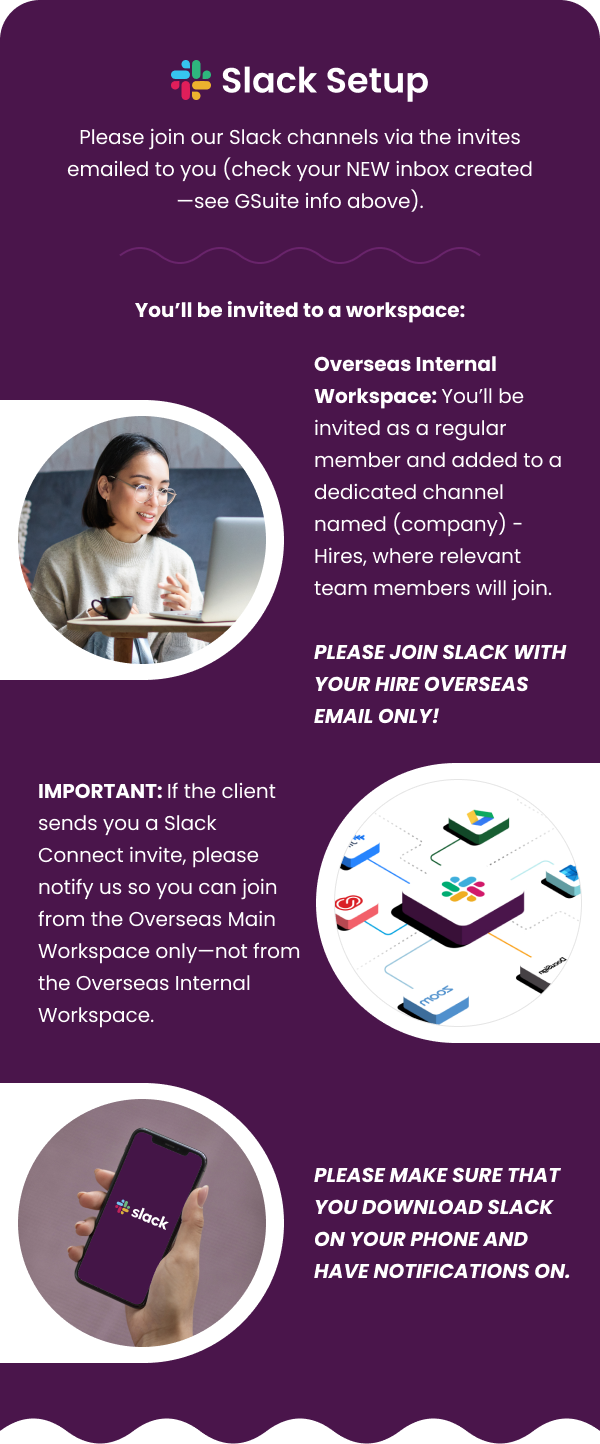 Slack Setup
Please join our Slack channels via the invites
emailed to you (check your NEW inbox created
—see GSuite info above).
You’ll be invited to a workspace:
Overseas Internal
Workspace: You’ll be
invited as a regular
member and added to a
dedicated channel
named (company) -
Hires, where relevant
team members will join.
PLEASE JOIN SLACK WITH
YOUR HIRE OVERSEAS
EMAIL ONLY!
IMPORTANT: If the client
sends you a Slack
Connect invite, please
notify us so you can join
from the Overseas Main
Workspace only—not from
the Overseas Internal
Workspace.
zoom
DocuSign
slack
PLEASE MAKE SURE THAT
YOU DOWNLOAD SLACK
ON YOUR PHONE AND
HAVE NOTIFICATIONS ON.